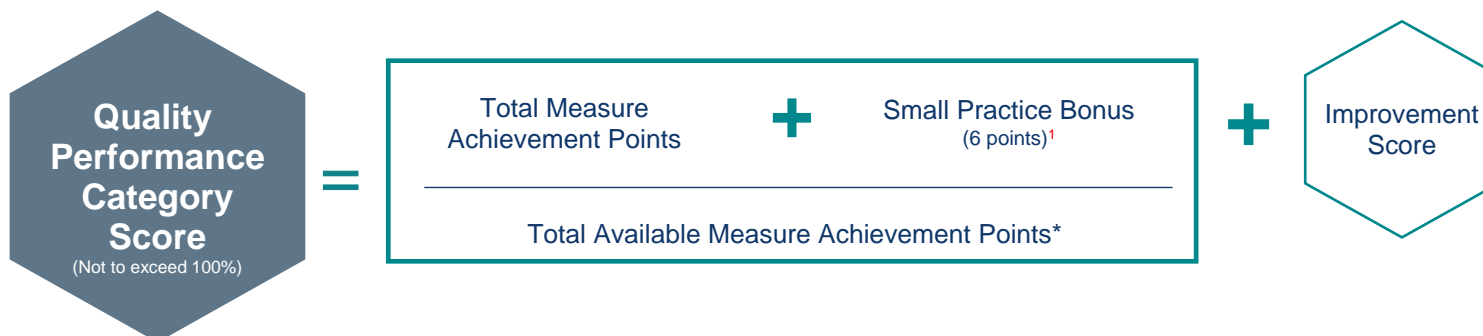 Quality
Performance
Category
Score
(Not to exceed 100%)
=
Total Measure
Achievement Points
+
Small Practice Bonus
(6 points)1
Total Available Measure Achievement Points*
+
Improvement
Score